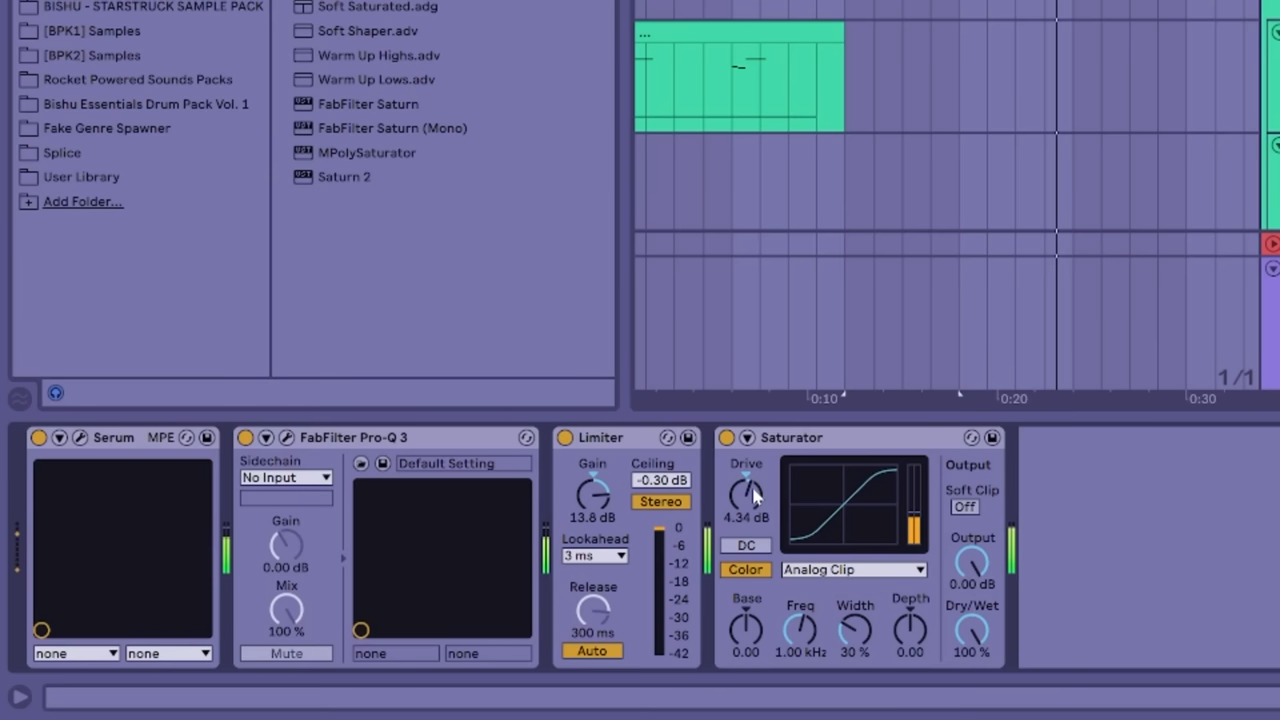 BISHU - STARSTRUCK SAMPLE PACK
[BPK1] Samples
[BPK2] Samples
Rocket Powered Sounds Packs
Bishu Essentials Drum Pack Vol. 1
Fake Genre Spawner
Splice
User Library
Add Folder...
Soft Saturated.adg
Soft Shaper.adv
Warm Up Highs.adv
Warm Up Lows.adv
VST FabFilter Saturn
VST FabFilter Saturn (Mono)
VST MPolySaturator
VST Saturn 2
...
1/1
0:10 0:20 0:30
Serum MPE
none none
FabFilter Pro-Q 3
Sidechain
No Input
Gain
0.00 dB
Mix
100 %
Mute
Default Setting
none none
Limiter
Gain
13.8 dB
Lookahead
3 ms
Release
300 ms
Auto
Ceiling
-0.30 dB
Stereo
0
-6
-12
-18
-24
-30
-36
-42
Saturator
Drive
4.34 dB
DC
Color
Analog Clip
Base Freq Width Depth
0.00 1.00 kHz 30 % 0.00
Output
Soft Clip
Off
Output
0.00 dB
Dry/Wet
100 %